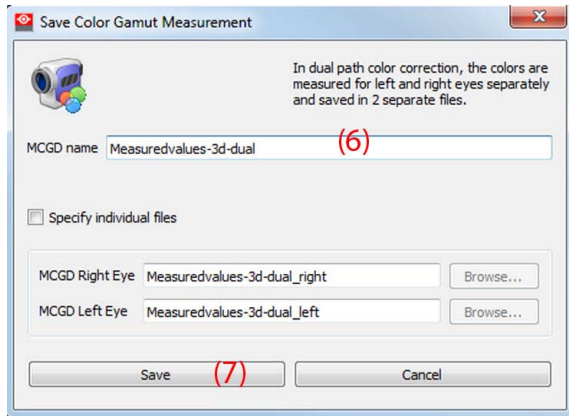 Save Color Gamut Measurement
In dual path color correction, the colors are
measured for left and right eyes separately
and saved in 2 separate files.
MCGD name Measuredvalues-3d-dual (6)
Specify individual files
MCGD Right Eye Measuredvalues-3d-dual_right Browse...
MCGD Left Eye Measuredvalues-3d-dual_left Browse...
Save (7) Cancel